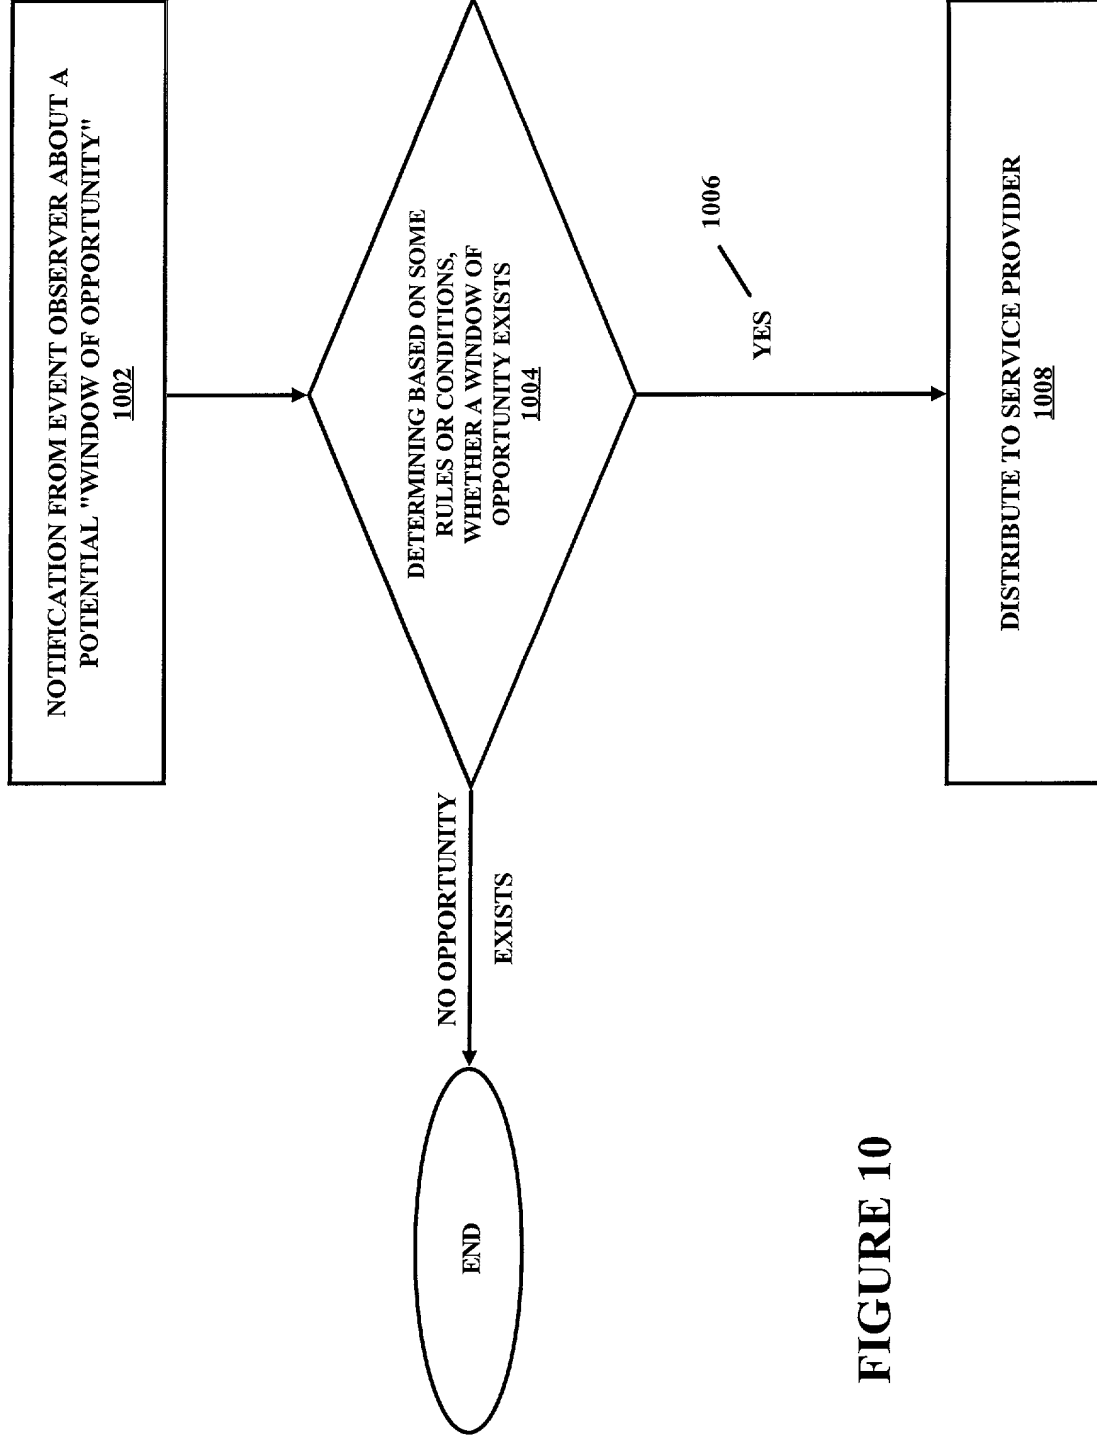 NOTIFICATION FROM EVENT OBSERVER ABOUT A
POTENTIAL "WINDOW OF OPPORTUNITY"
1002
DETERMINING BASED ON SOME
RULES OR CONDITIONS,
WHETHER A WINDOW OF
OPPORTUNITY EXISTS
1004
NO OPPORTUNITY
EXISTS
END
YES
1006
DISTRIBUTE TO SERVICE PROVIDER
1008
FIGURE 10